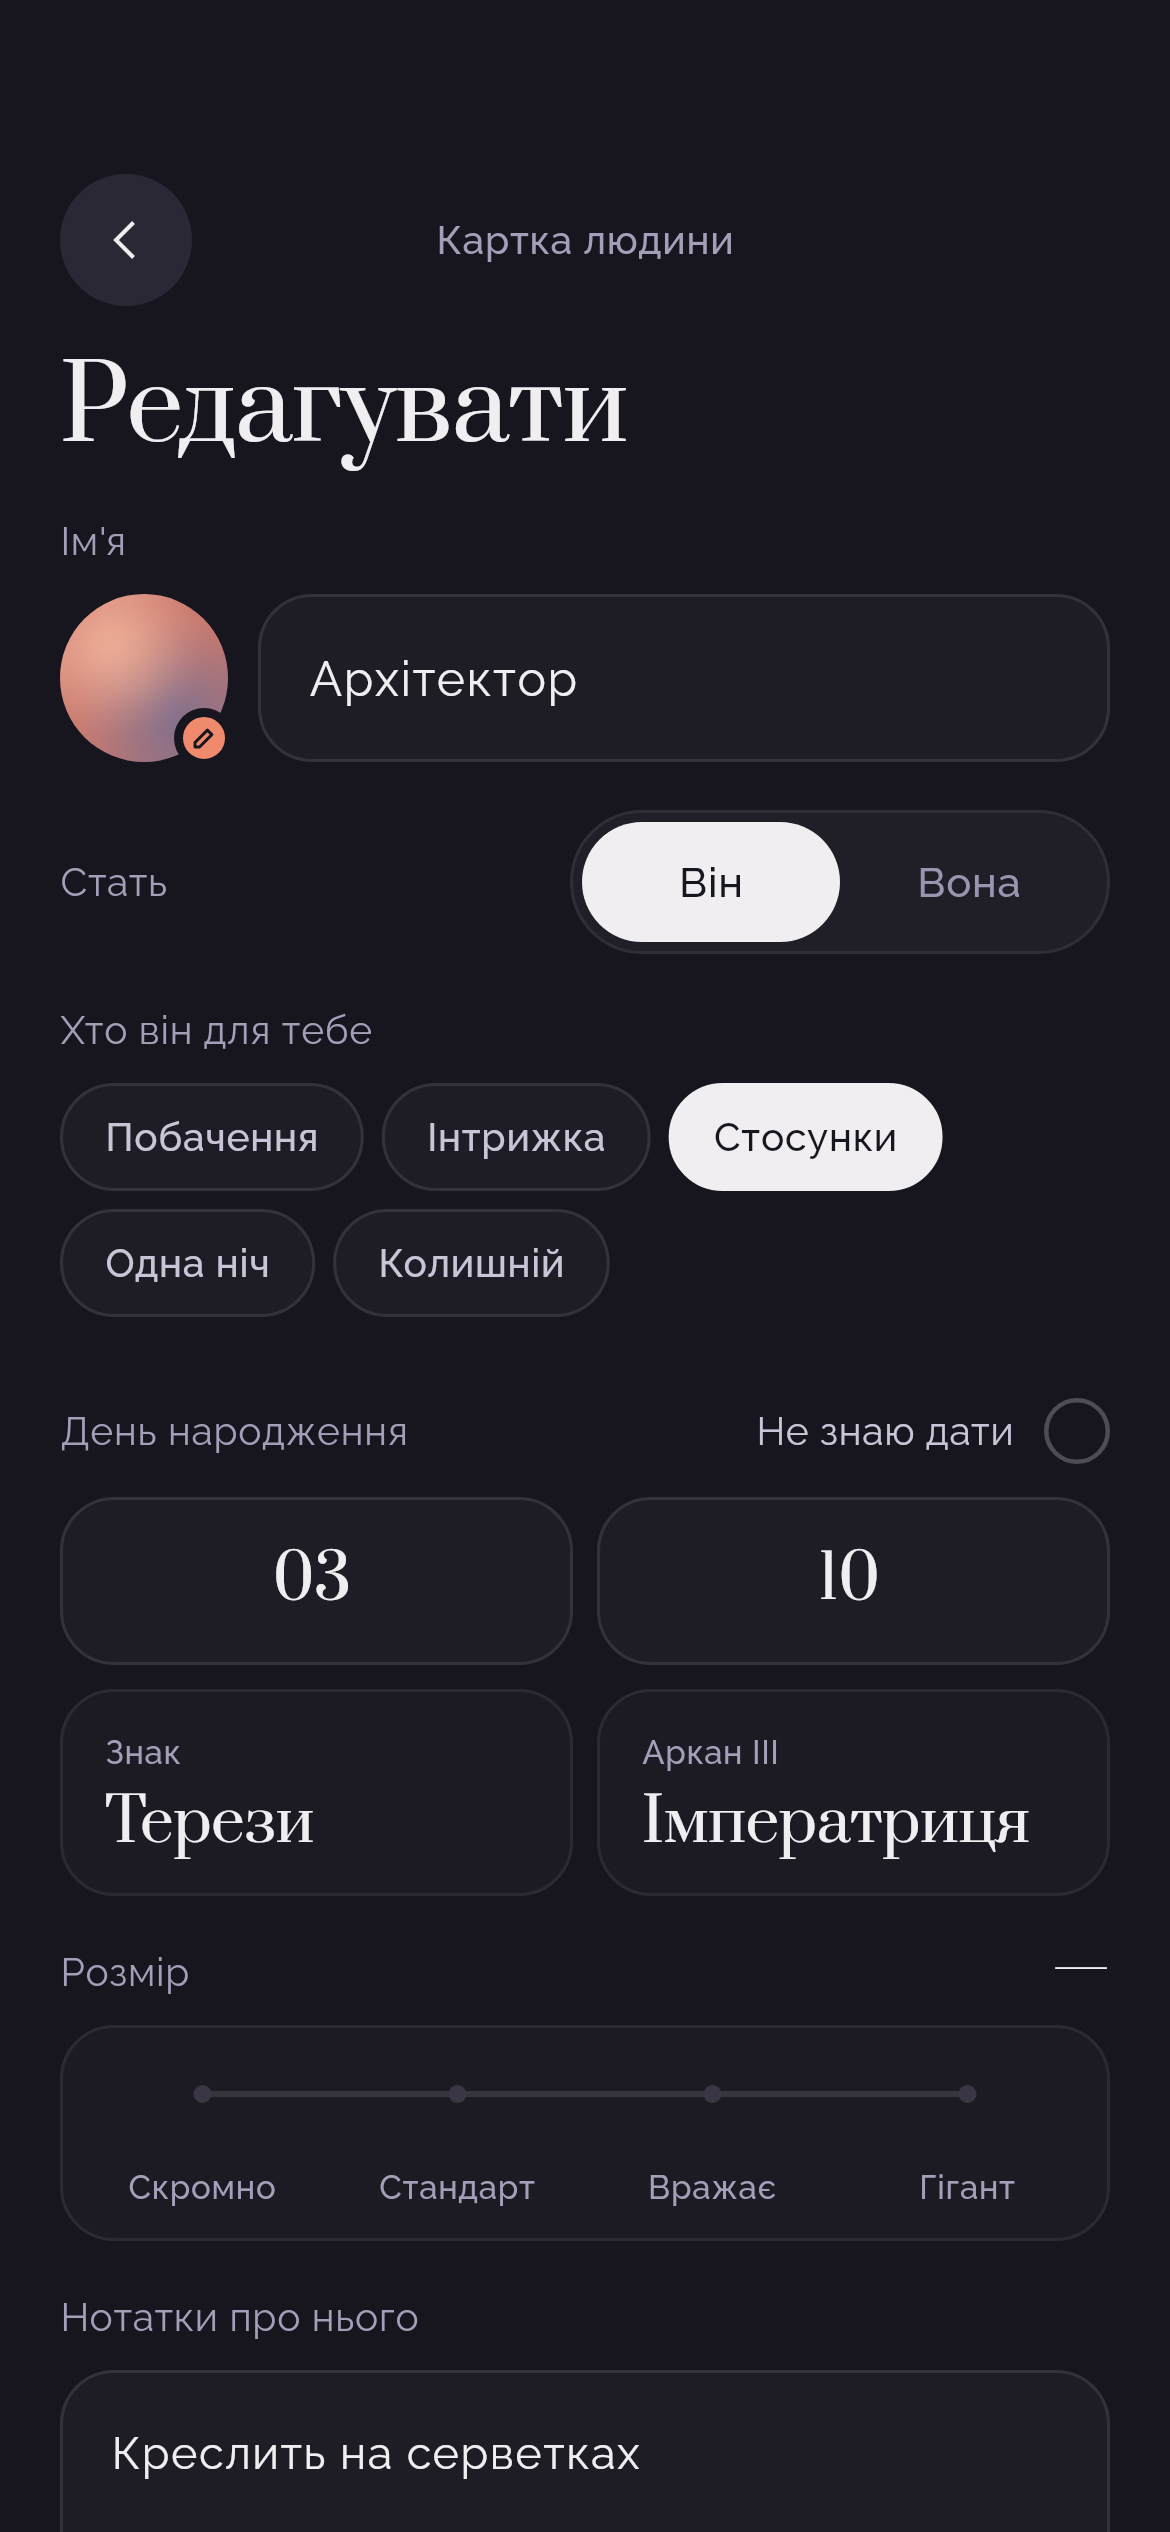 Картка людини
Редагувати
Ім'я
Архітектор
Стать
Він Вона
Хто він для тебе
Побачення Інтрижка Стосунки
Одна ніч Колишній
День народження Не знаю дати
03 10
Знак Аркан III
Терези Імператриця
Розмір —
Скромно Стандарт Вражає Гігант
Нотатки про нього
Креслить на серветках